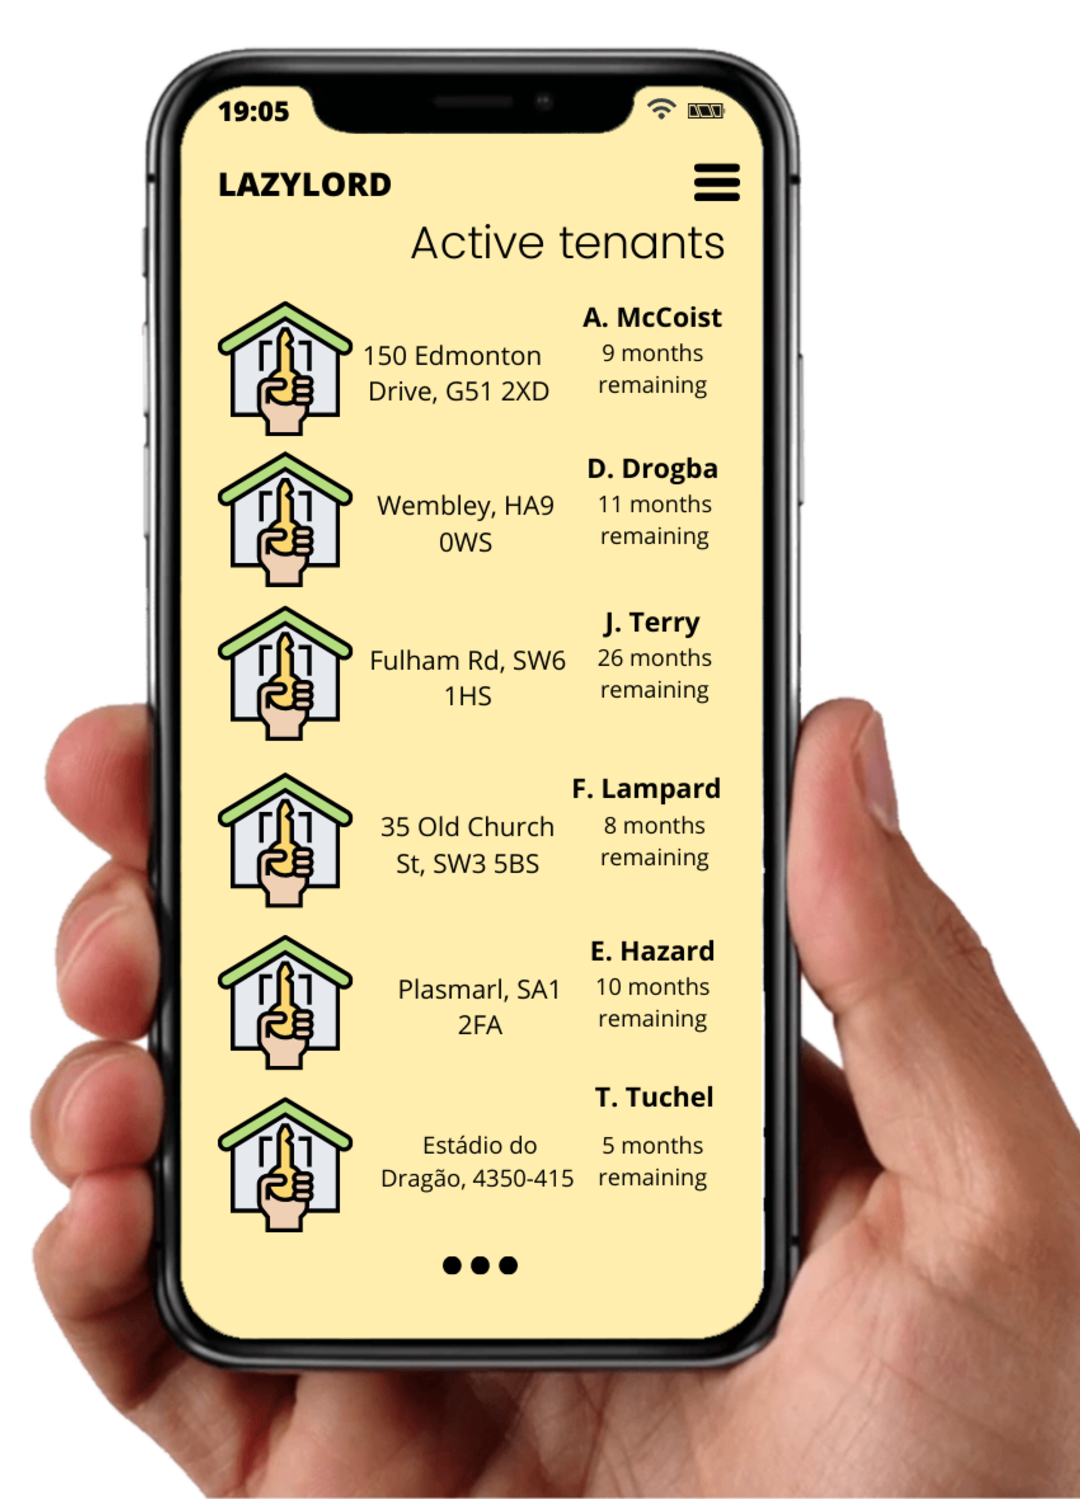 19:05
LAZYLORD
Active tenants
A. McCoist
150 Edmonton
Drive, G51 2XD
9 months
remaining
D. Drogba
Wembley, HA9
0WS
11 months
remaining
J. Terry
Fulham Rd, SW6
1HS
26 months
remaining
F. Lampard
35 Old Church
St, SW3 5BS
8 months
remaining
E. Hazard
Plasmarl, SA1
2FA
10 months
remaining
T. Tuchel
Estádio do
Dragão, 4350-415
5 months
remaining